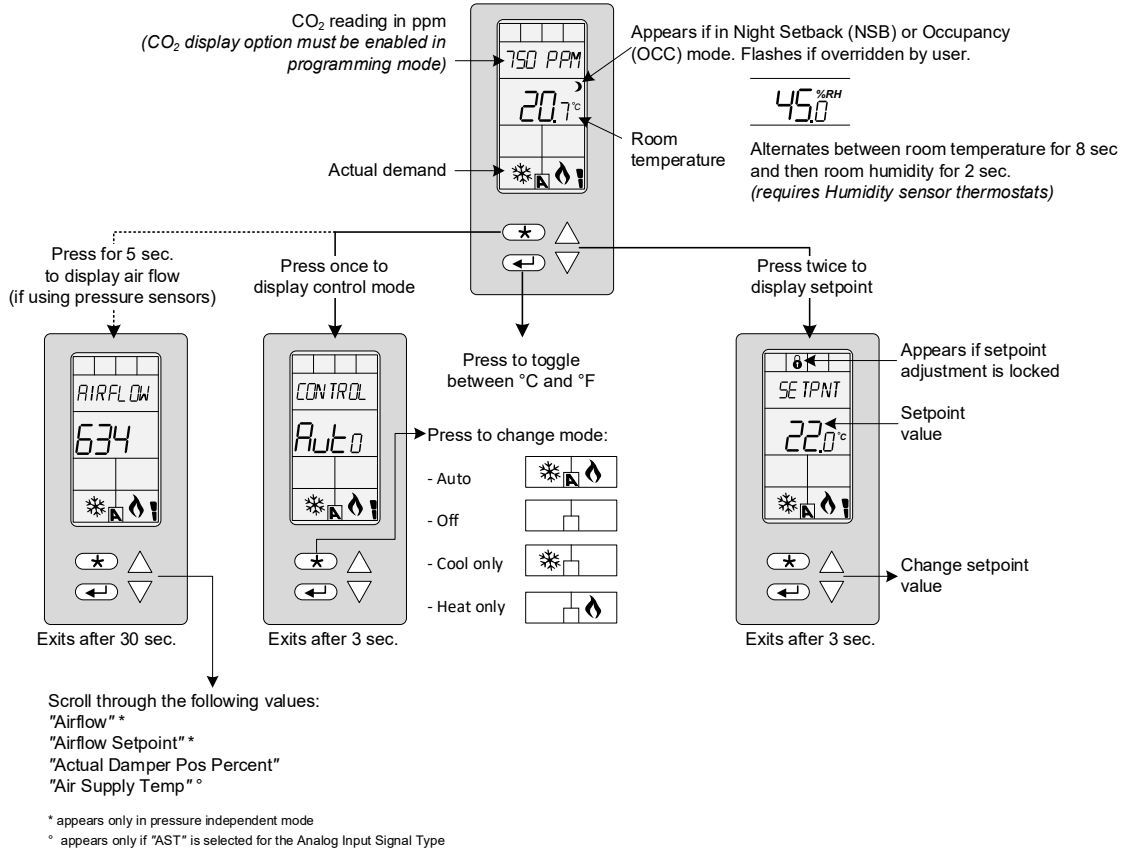 CO₂ reading in ppm
(CO₂ display option must be enabled in
programming mode)
750 PPM
20.7°C
Appears if in Night Setback (NSB) or Occupancy
(OCC) mode. Flashes if overridden by user.
45.0 %RH
Room
temperature
Alternates between room temperature for 8 sec
and then room humidity for 2 sec.
(requires Humidity sensor thermostats)
Actual demand
A
Press for 5 sec.
to display air flow
(if using pressure sensors)
Press once to
display control mode
Press twice to
display setpoint
Press to toggle
between °C and °F
AIRFLOW
634
A
Exits after 30 sec.
CONTROL
Auto
A
Exits after 3 sec.
Press to change mode:
- Auto
A
- Off
- Cool only
- Heat only
SETPNT
22.0°C
A
Exits after 3 sec.
Appears if setpoint
adjustment is locked
Setpoint
value
Change setpoint
value
Scroll through the following values:
"Airflow" *
"Airflow Setpoint" *
"Actual Damper Pos Percent"
"Air Supply Temp" °
* appears only in pressure independent mode
° appears only if "AST" is selected for the Analog Input Signal Type